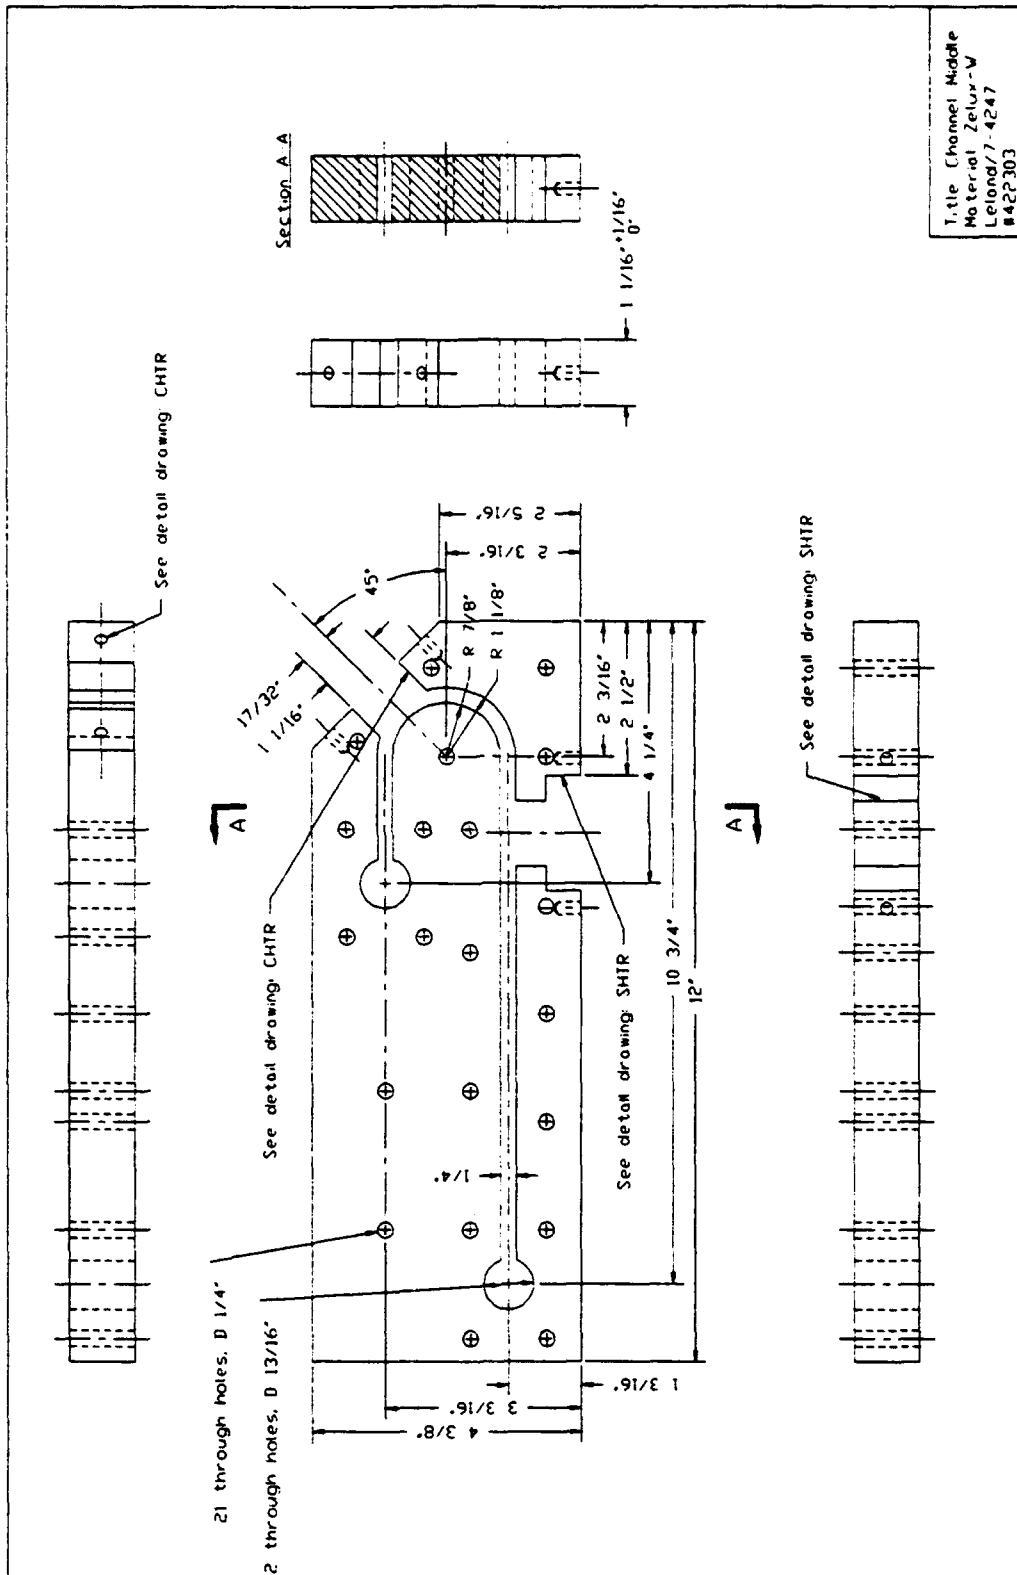 Title Channel Middle
Material Zelux-W
Leland/7-4247
#422303
Section A A
1 1/16" +1/16"
0"
See detail drawing: CHTR
2 5/16"
2 3/16"
45°
R 7/8"
R 1 1/8"
17/32"
1 1/16"
2 3/16"
2 1/2"
4 1/4"
10 3/4"
12"
A
A
See detail drawing: CHTR
See detail drawing: SHTR
See detail drawing: SHTR
1/4"
21 through holes, D 1/4"
2 through holes, D 13/16"
1 3/16"
3 3/16"
4 3/8"